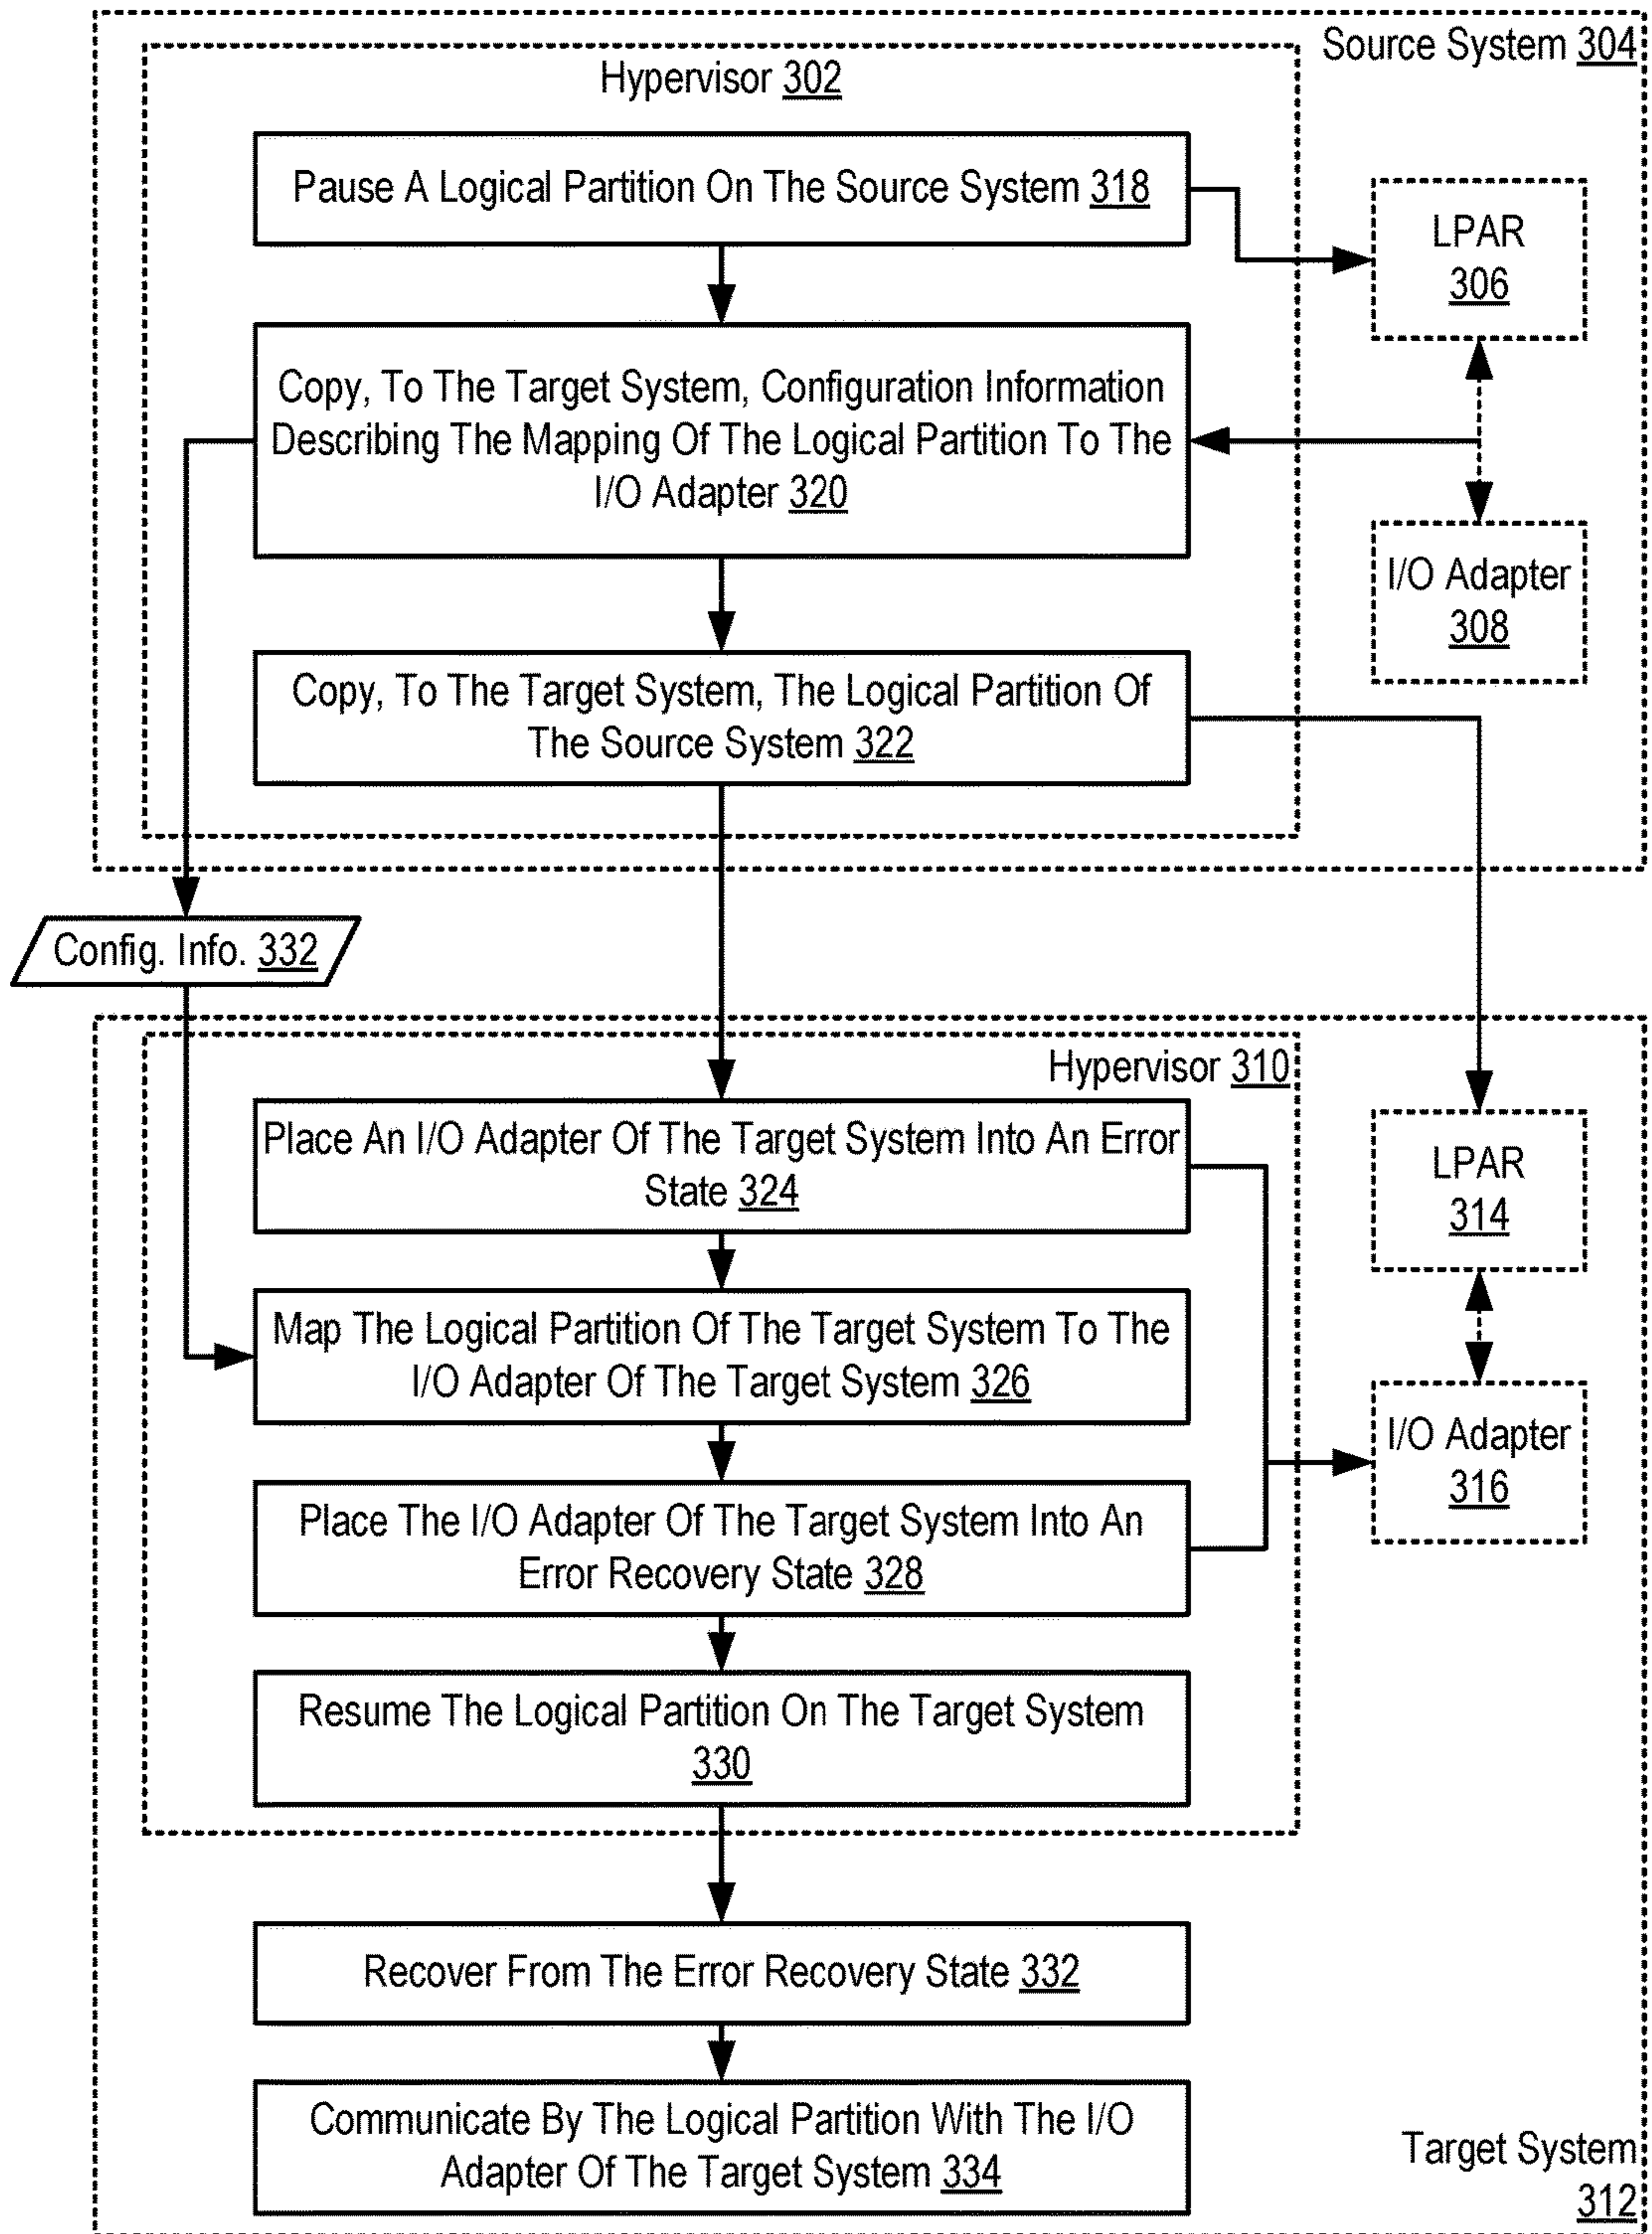 Source System 304
Hypervisor 302
Pause A Logical Partition On The Source System 318
LPAR
306
Copy, To The Target System, Configuration Information
Describing The Mapping Of The Logical Partition To The
I/O Adapter 320
I/O Adapter
308
Copy, To The Target System, The Logical Partition Of
The Source System 322
Config. Info. 332
Hypervisor 310
Place An I/O Adapter Of The Target System Into An Error
State 324
LPAR
314
Map The Logical Partition Of The Target System To The
I/O Adapter Of The Target System 326
I/O Adapter
316
Place The I/O Adapter Of The Target System Into An
Error Recovery State 328
Resume The Logical Partition On The Target System
330
Recover From The Error Recovery State 332
Communicate By The Logical Partition With The I/O
Adapter Of The Target System 334
Target System
312